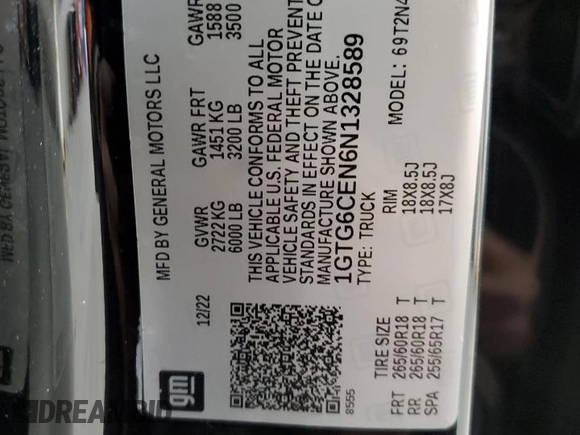 MFD BY GENERAL MOTORS LLC
12/22
GVWR GAWR FRT GAWR
2722 KG 1451 KG 1588
6000 LB 3200 LB 3500
THIS VEHICLE CONFORMS TO ALL
APPLICABLE U.S. FEDERAL MOTOR
VEHICLE SAFETY AND THEFT PREVENT
STANDARDS IN EFFECT ON THE DATE O
MANUFACTURE SHOWN ABOVE.
1GTG6CEN6N1328589
TYPE: TRUCK
MODEL: 69T2N4
gm
8555
TIRE SIZE RIM
FRT 265/60R18 T 18X8.5J
RR 265/60R18 T 18X8.5J
SPA 255/65R17 T 17X8J
DREAMBID